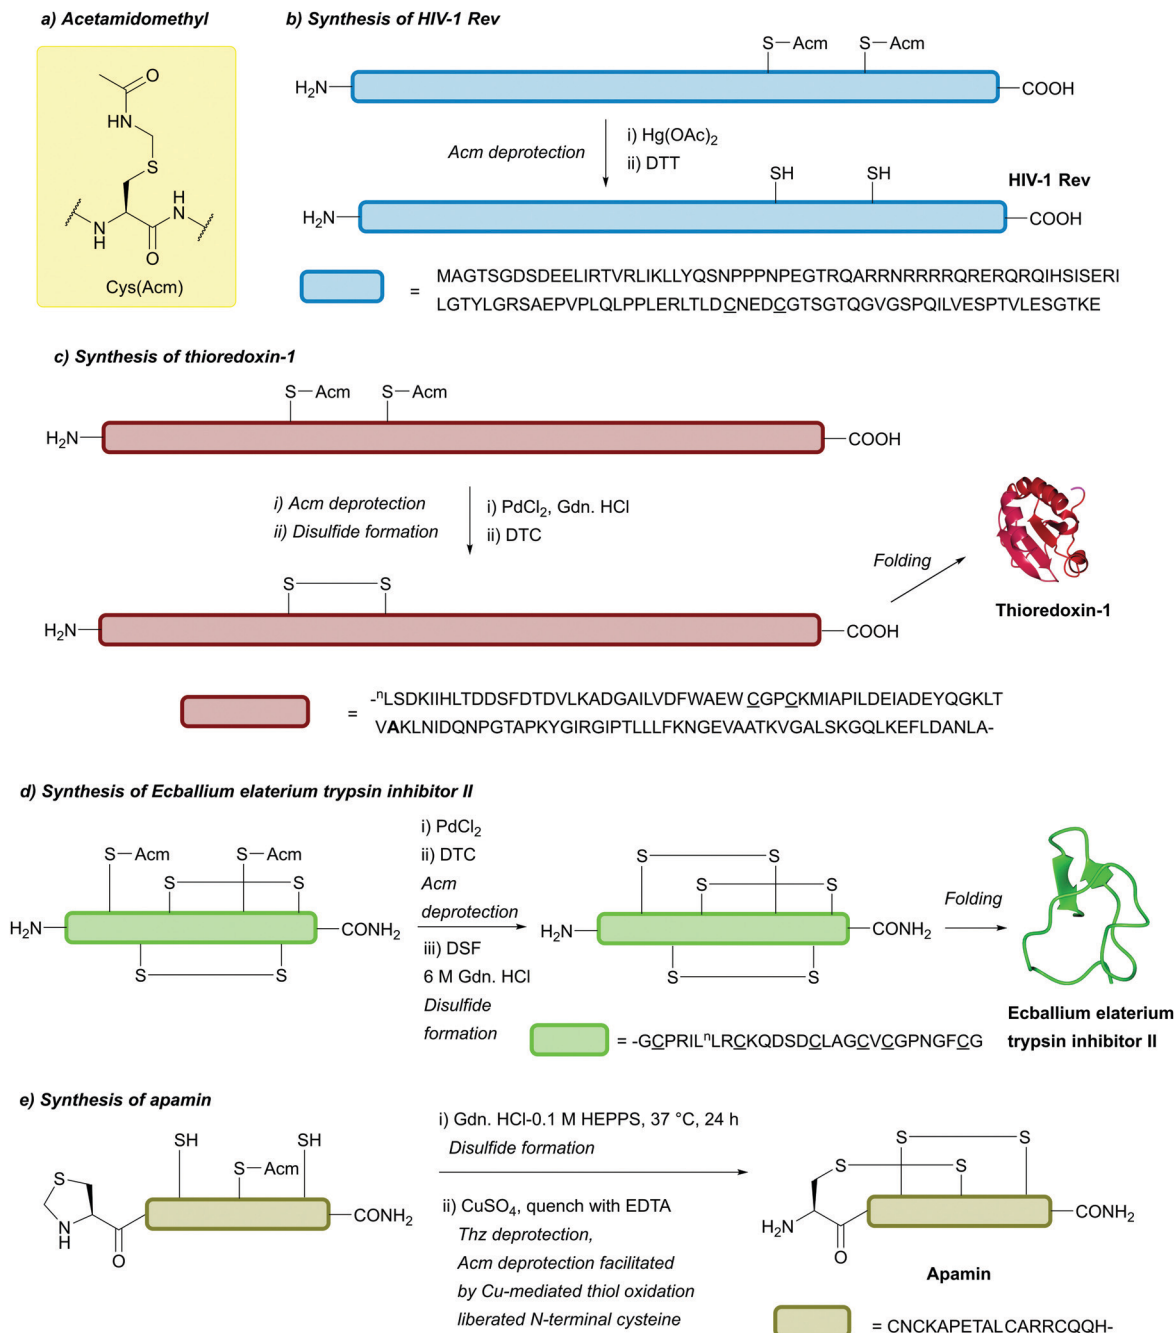 a) Acetamidomethyl
O
HN
S
H
N
N
H
O
Cys(Acm)
b) Synthesis of HIV-1 Rev
S–Acm S–Acm
H₂N COOH
Acm deprotection
i) Hg(OAc)₂
ii) DTT
SH SH
HIV-1 Rev
H₂N COOH
= MAGTSGDSDEELIRTVRLIKLLYQSNPPPNPEGTRQARRNRRRRQRERQRQIHSISERI
LGTYLGRSAEPVPLQLPPLERLTLDCNEDCGTSGTQGVGSPQILVESPTVLESGTKE
c) Synthesis of thioredoxin-1
S–Acm S–Acm
H₂N COOH
i) Acm deprotection
ii) Disulfide formation
i) PdCl₂, Gdn. HCl
ii) DTC
S S
H₂N COOH
Folding
Thioredoxin-1
= -ⁿLSDKIIHLTDDSFDTDVLKADGAILVDFWAEW CGPCKMIAPILDEIADEYQGKLT
VAKLNIDQNPGTAPKYGIRGIPTLLLFKNGEVAATKVGALSKGQLKEFLDANLA-
d) Synthesis of Ecballium elaterium trypsin inhibitor II
S–Acm S–Acm
S S
H₂N CONH₂
S S
i) PdCl₂
ii) DTC
Acm
deprotection
iii) DSF
6 M Gdn. HCl
Disulfide
formation
S S
S S
H₂N CONH₂
S S
Folding
Ecballium elaterium
trypsin inhibitor II
= -GCPRILⁿLRCKQDSDCLAGCVCGPNGFCG
e) Synthesis of apamin
SH SH
S–Acm
S
N
H
O
CONH₂
i) Gdn. HCl-0.1 M HEPPS, 37 °C, 24 h
Disulfide formation
ii) CuSO₄, quench with EDTA
Thz deprotection,
Acm deprotection facilitated
by Cu-mediated thiol oxidation
liberated N-terminal cysteine
S S
S S
H₂N
O
CONH₂
Apamin
= CNCKAPETALCARRCQQH-